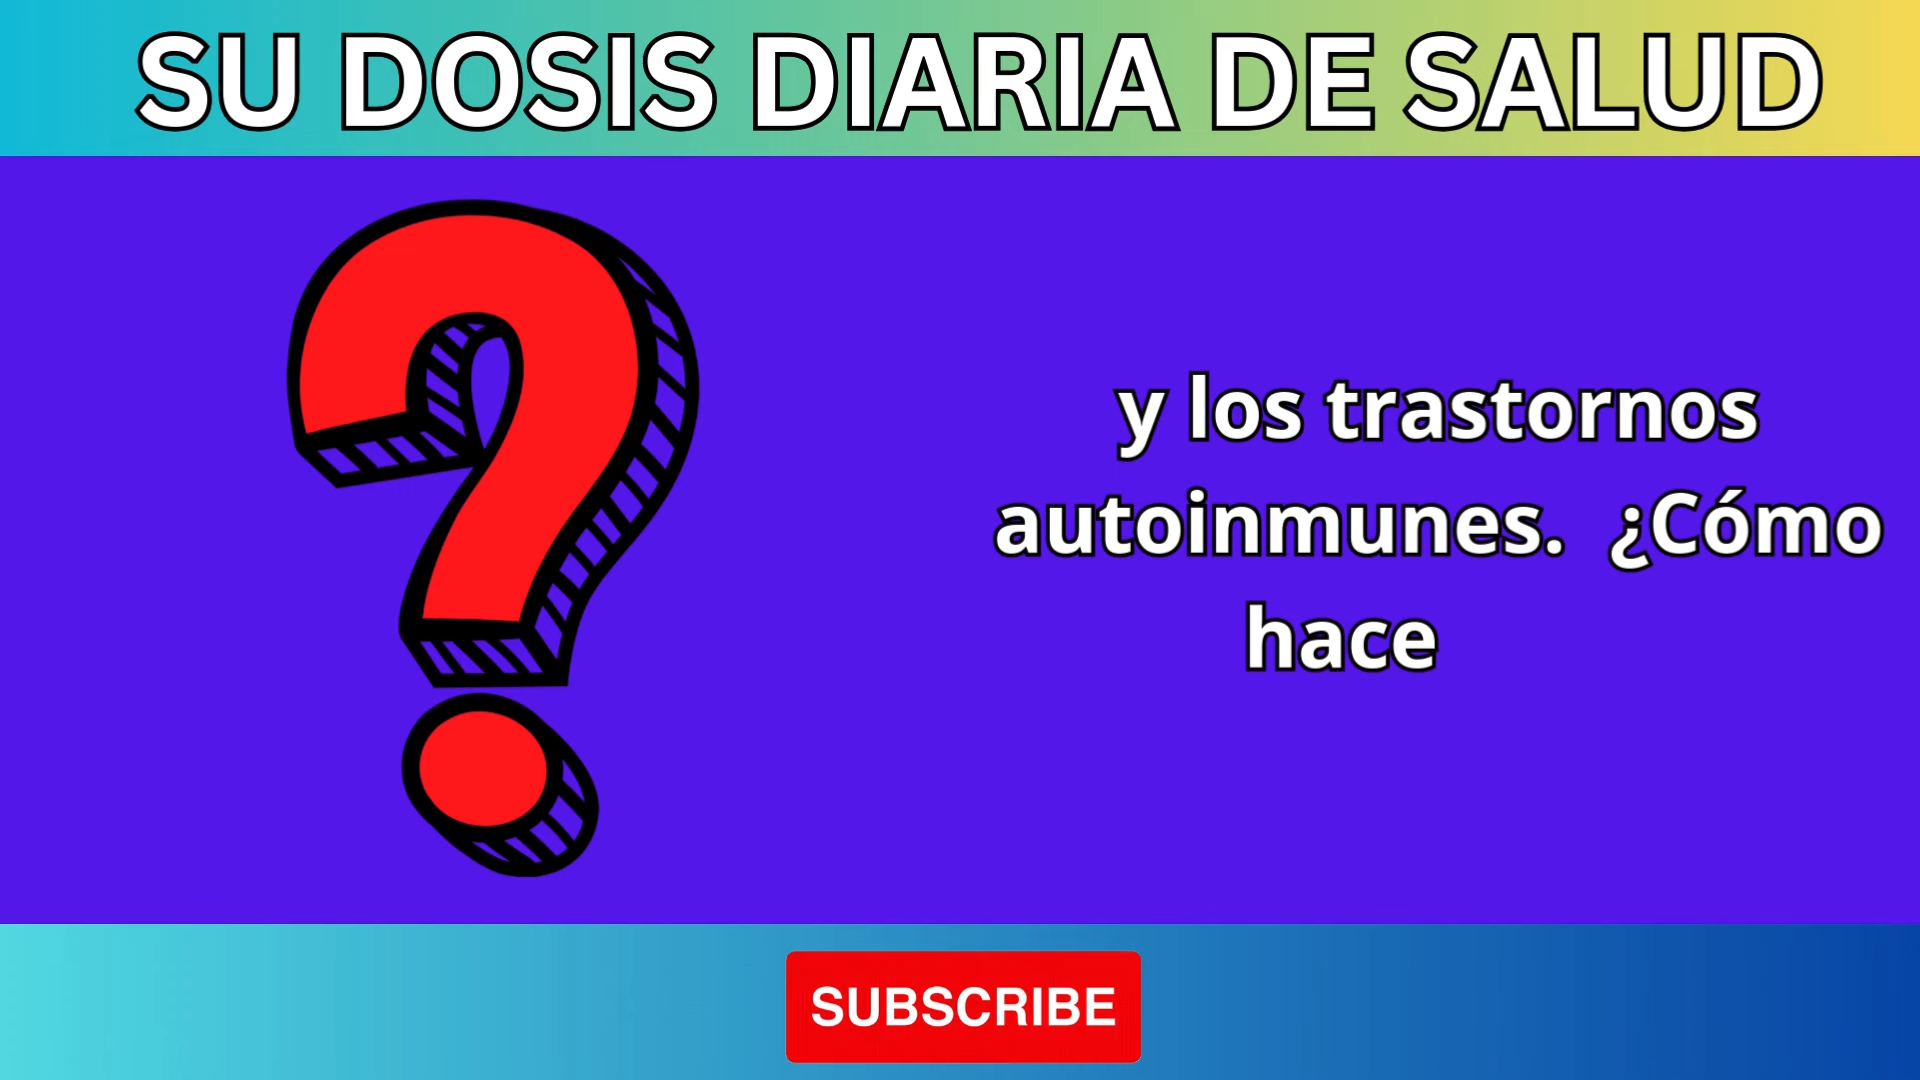 SU DOSIS DIARIA DE SALUD
y los trastornos
autoinmunes. ¿Cómo
hace
SUBSCRIBE